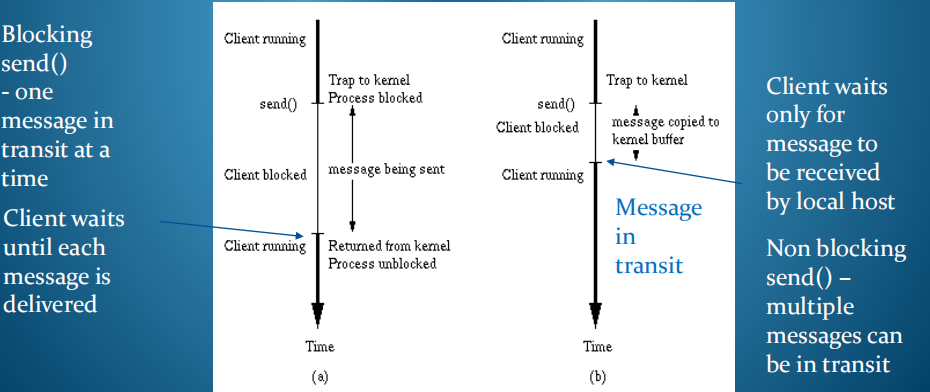 Blocking
send()
- one
message in
transit at a
time
Client waits
until each
message is
delivered
Client running
Trap to kernel
Process blocked
send()
Client blocked
message being sent
Client running
Returned from kernel
Process unblocked
Time
(a)
Client running
Trap to kernel
send()
Client blocked
message copied to
kernel buffer
Client running
Message
in
transit
Time
(b)
Client waits
only for
message to
be received
by local host
Non blocking
send() –
multiple
messages can
be in transit